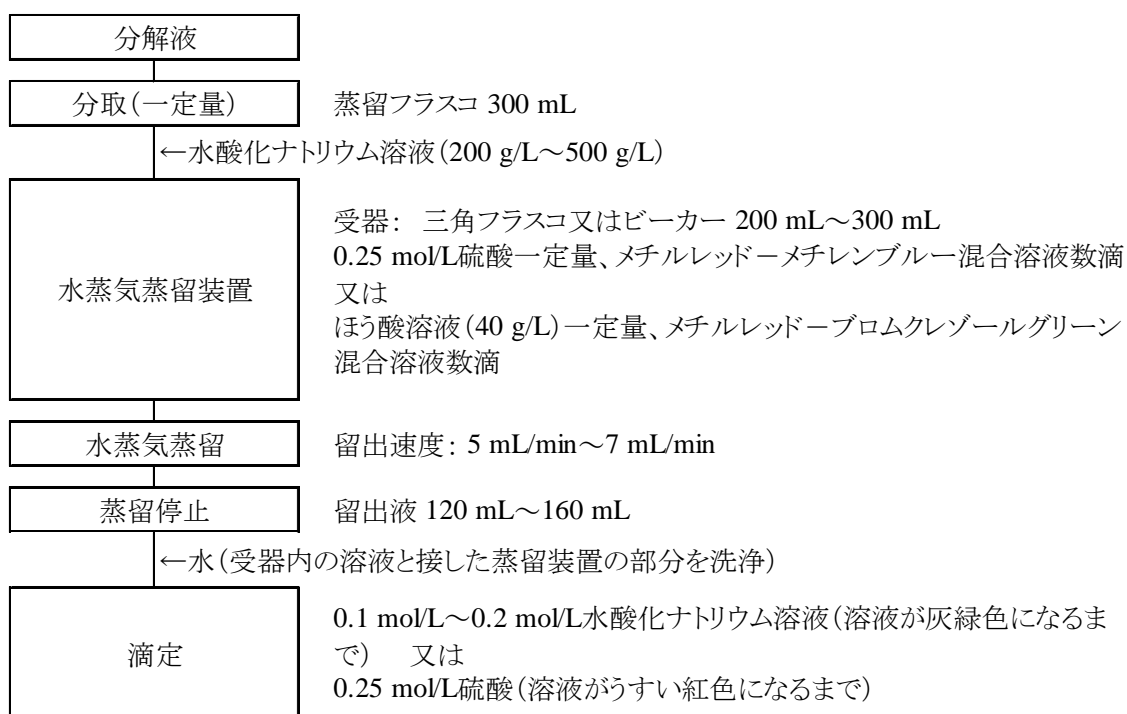 分解液
分取(一定量) 蒸留フラスコ 300 mL
←水酸化ナトリウム溶液(200 g/L～500 g/L)
水蒸気蒸留装置
受器: 三角フラスコ又はビーカー 200 mL～300 mL
0.25 mol/L硫酸一定量、メチルレッド－メチレンブルー混合溶液数滴
又は
ほう酸溶液(40 g/L)一定量、メチルレッド－ブロムクレゾールグリーン
混合溶液数滴
水蒸気蒸留 留出速度: 5 mL/min～7 mL/min
蒸留停止 留出液 120 mL～160 mL
←水(受器内の溶液と接した蒸留装置の部分を洗浄)
滴定
0.1 mol/L～0.2 mol/L水酸化ナトリウム溶液(溶液が灰緑色になるま
で) 又は
0.25 mol/L硫酸(溶液がうすい紅色になるまで)